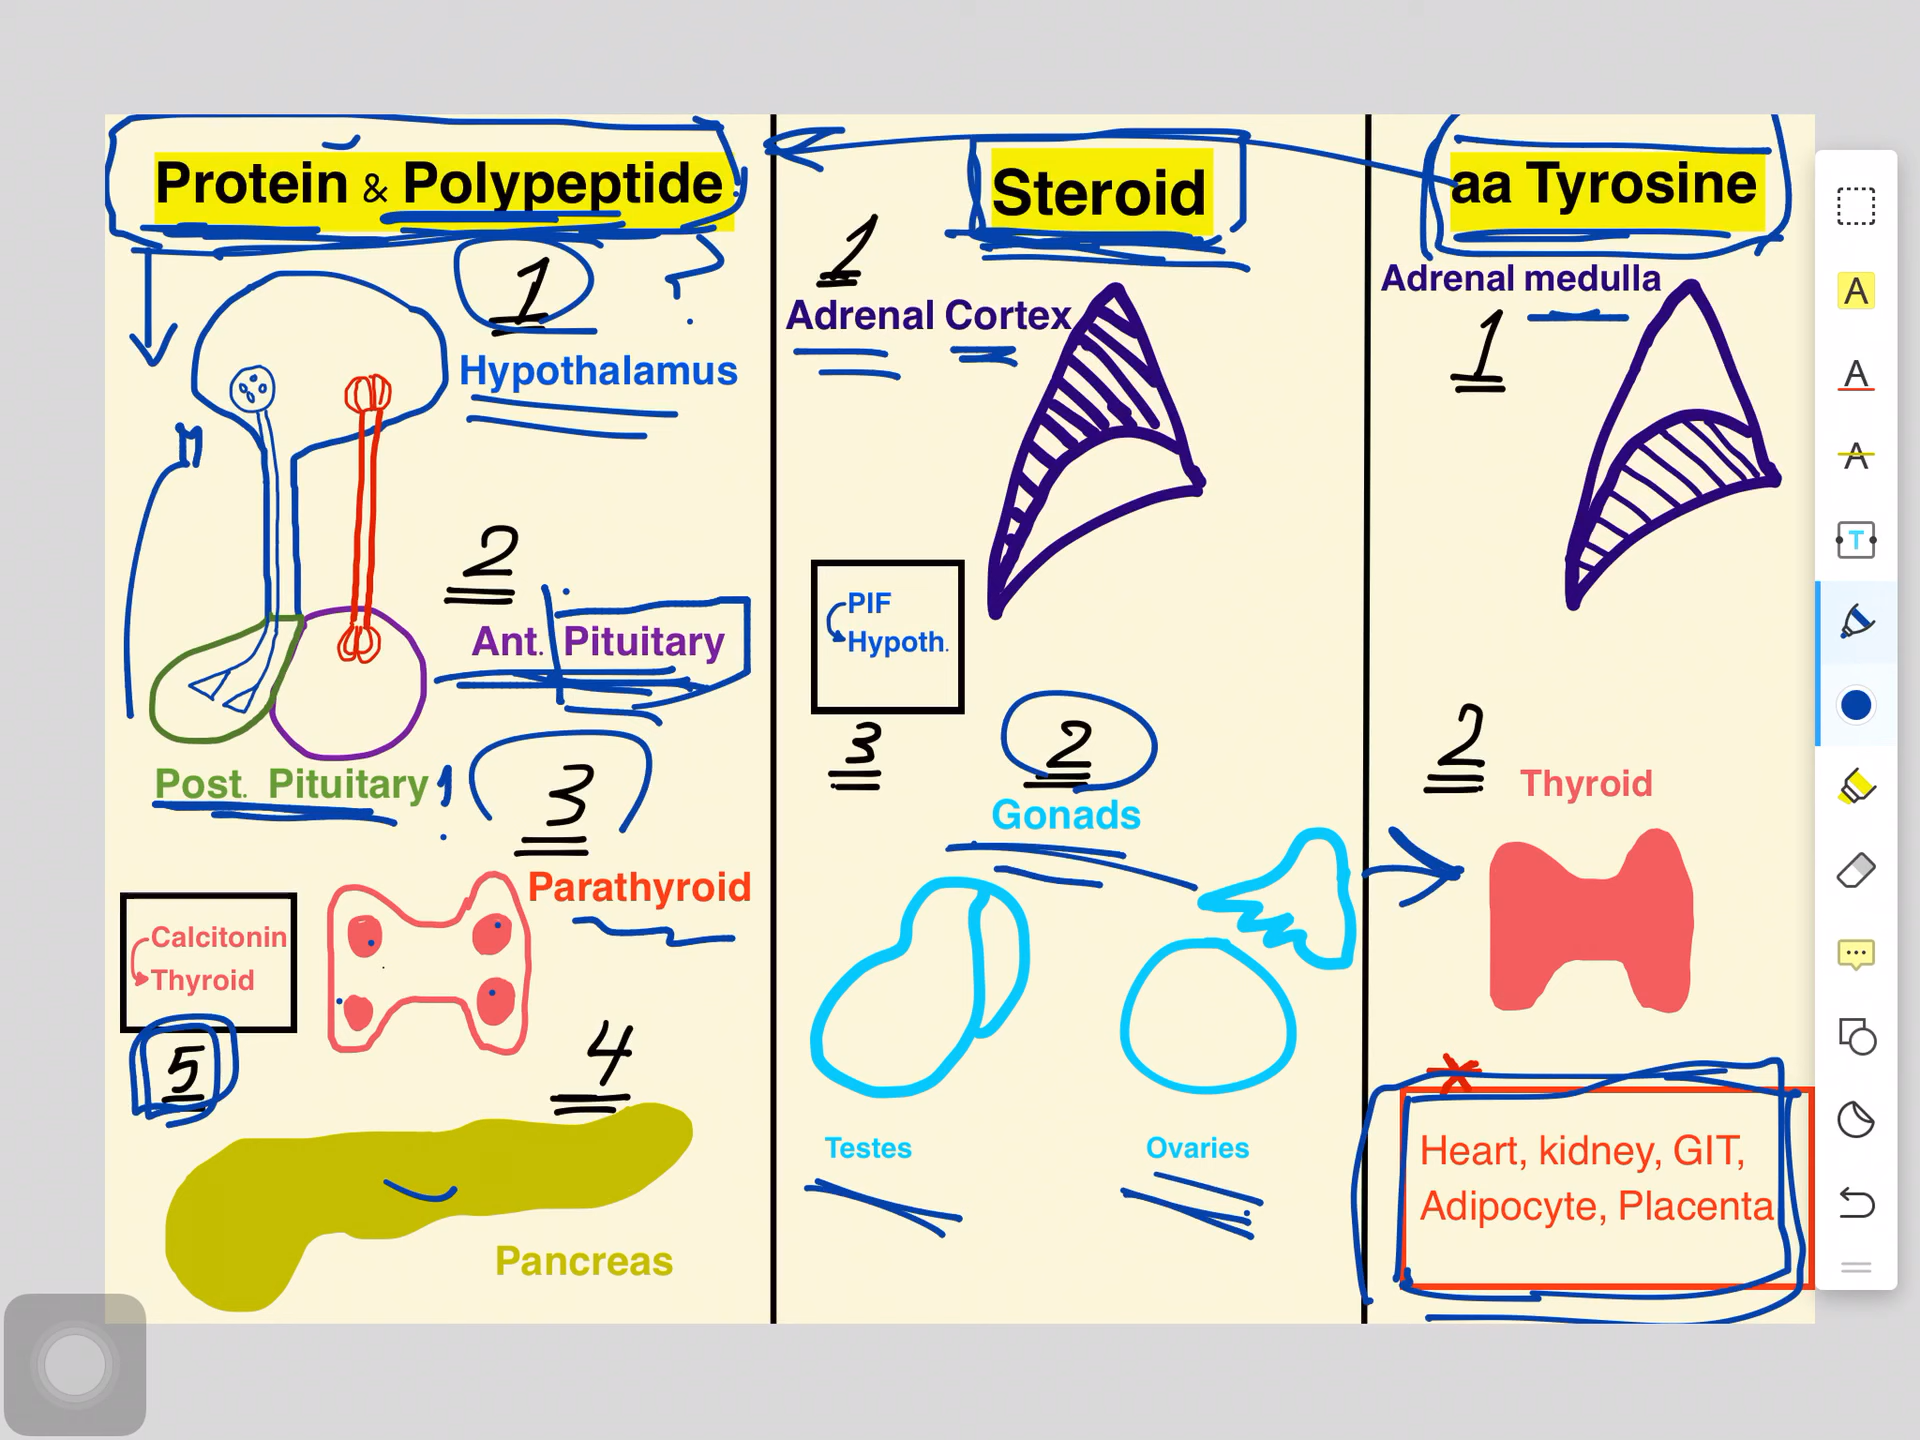 Protein & Polypeptide
1
Hypothalamus
2
Ant. Pituitary
Post. Pituitary
3
Parathyroid
Calcitonin
Thyroid
5
4
Pancreas
Steroid
1
Adrenal Cortex
PIF
Hypoth.
3
2
Gonads
Testes
Ovaries
aa Tyrosine
Adrenal medulla
1
2
Thyroid
Heart, kidney, GIT,
Adipocyte, Placenta
A
A
A
T